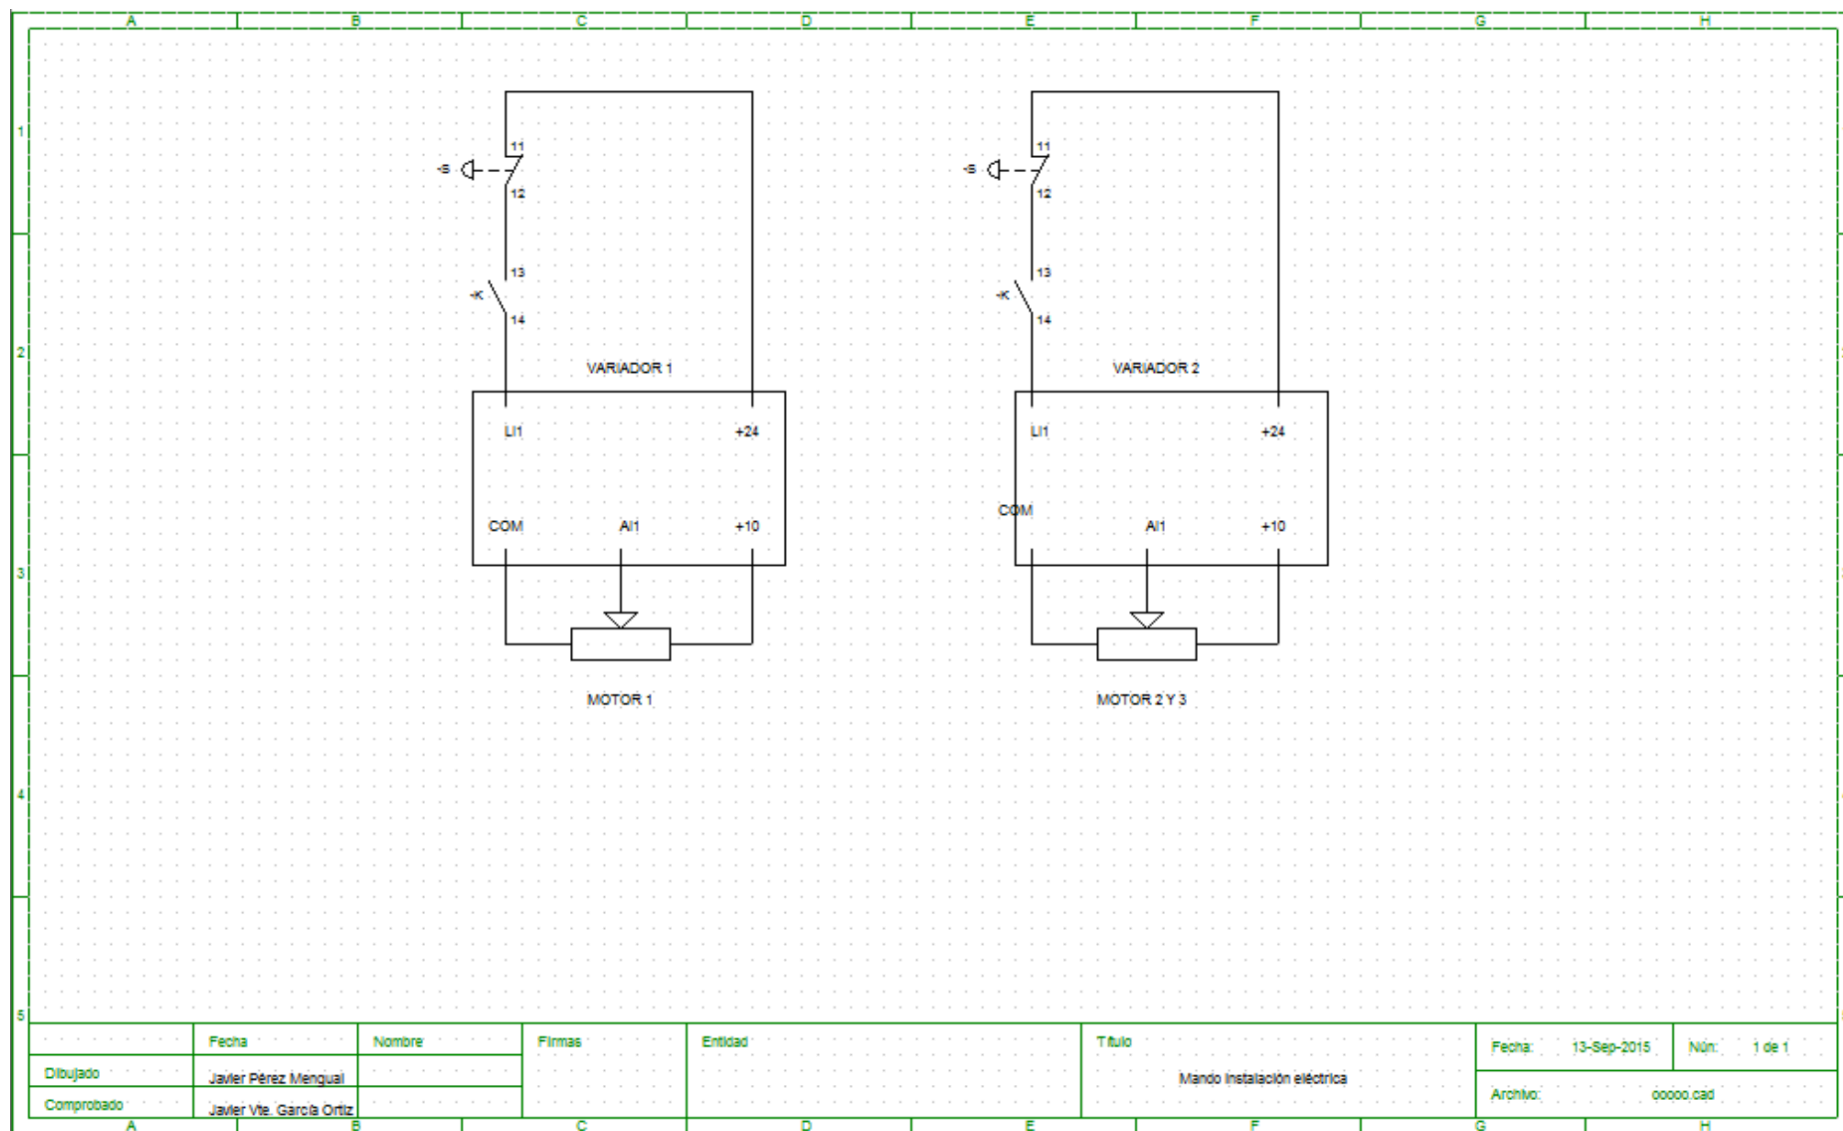 A B C D E F G H
1
11 11
-S -S
12 12
13 13
-K -K
14 14
2
VARIADOR 1 VARIADOR 2
LI1 +24 LI1 +24
COM AI1 +10 COM AI1 +10
3
MOTOR 1 MOTOR 2 Y 3
4
5
Fecha Nombre Firmas Entidad Título
Fecha: 13-Sep-2015 Nún: 1 de 1
Dibujado Javier Pérez Mengual
Mando instalación eléctrica
Archivo: ooooo.cad
Comprobado Javier Vte. García Ortiz
A B C D E F G H